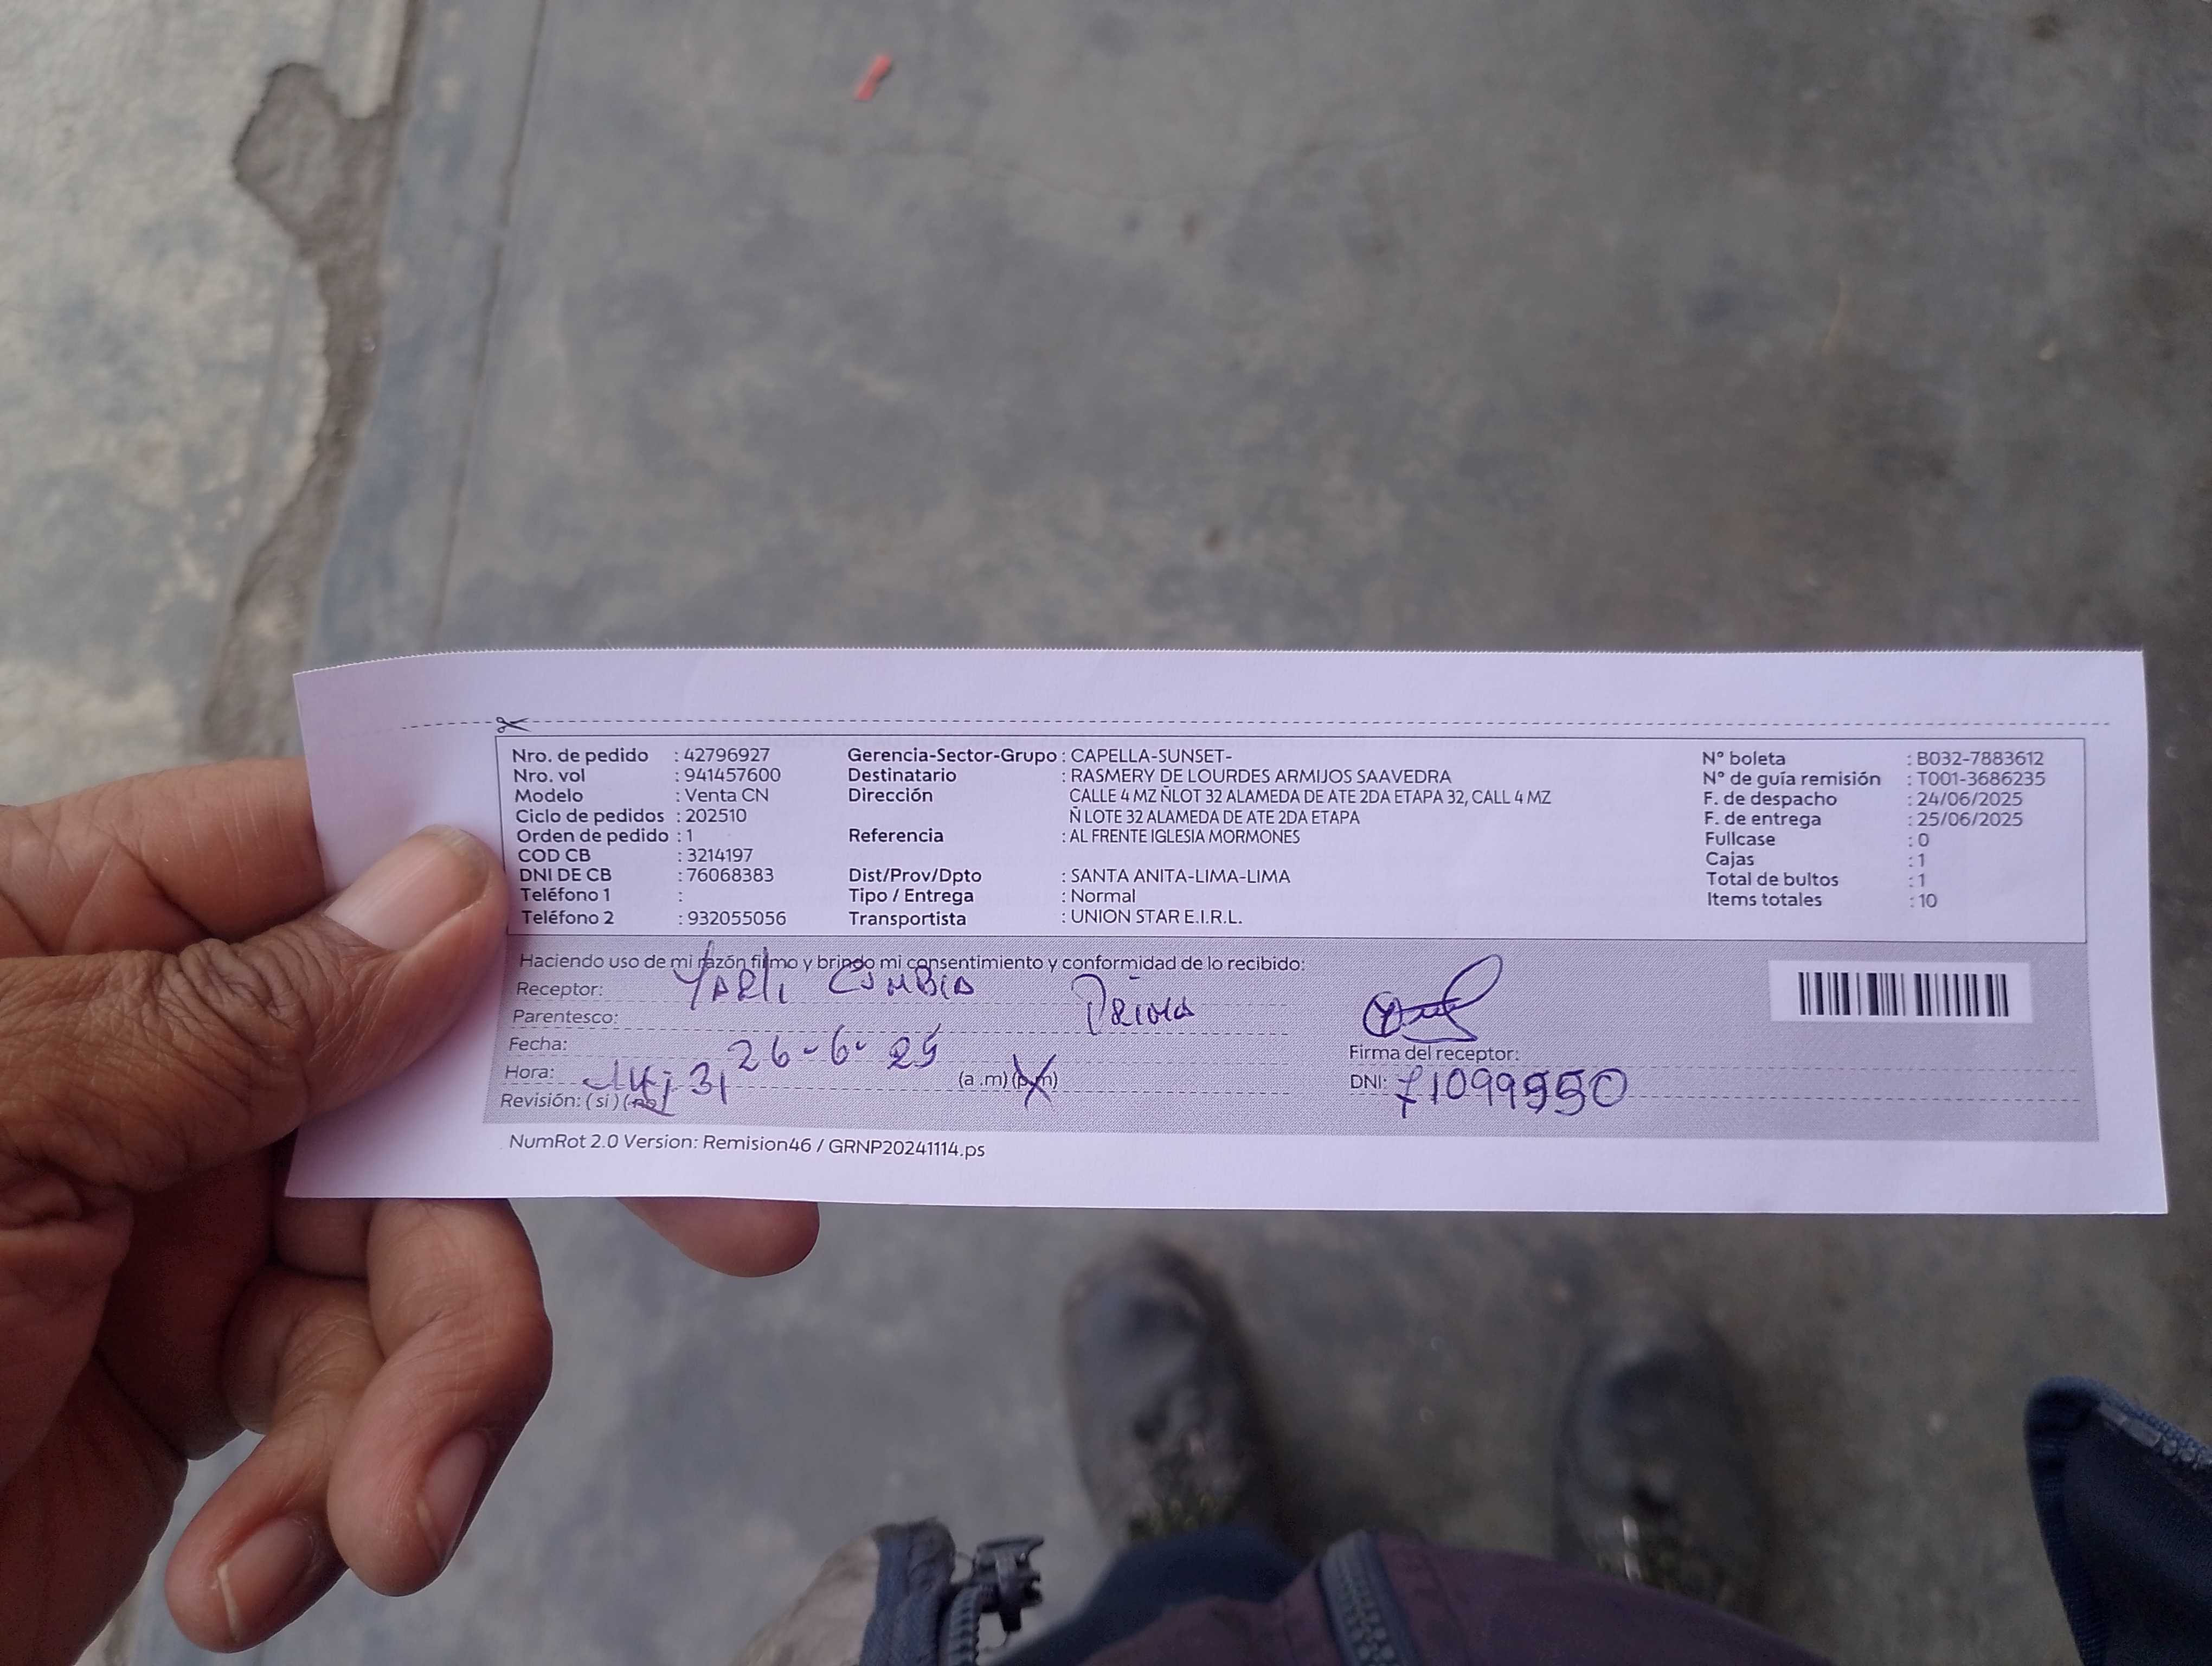 Nro. de pedido : 42796927 Gerencia-Sector-Grupo : CAPELLA-SUNSET- N° boleta : B032-7883612
Nro. vol : 941457600 Destinatario : RASMERY DE LOURDES ARMIJOS SAAVEDRA N° de guía remisión : T001-3686235
Modelo : Venta CN Dirección CALLE 4 MZ ÑLOT 32 ALAMEDA DE ATE 2DA ETAPA 32, CALL 4 MZ F. de despacho : 24/06/2025
Ciclo de pedidos : 202510 Ñ LOTE 32 ALAMEDA DE ATE 2DA ETAPA F. de entrega : 25/06/2025
Orden de pedido : 1 Referencia : AL FRENTE IGLESIA MORMONES Fullcase : 0
COD CB : 3214197 Cajas : 1
DNI DE CB : 76068383 Dist/Prov/Dpto : SANTA ANITA-LIMA-LIMA Total de bultos : 1
Teléfono 1 : Tipo / Entrega : Normal Items totales : 10
Teléfono 2 : 932055056 Transportista : UNION STAR E.I.R.L.
Haciendo uso de mi razón firmo y brindo mi consentimiento y conformidad de lo recibido:
Receptor: YARLI
Parentesco: PRIMA
Fecha: 26-6-25 Firma del receptor:
Hora: 14:31 (a .m) (p.m) DNI:
Revisión: ( si ) (no)
NumRot 2.0 Version: Remision46 / GRNP20241114.ps